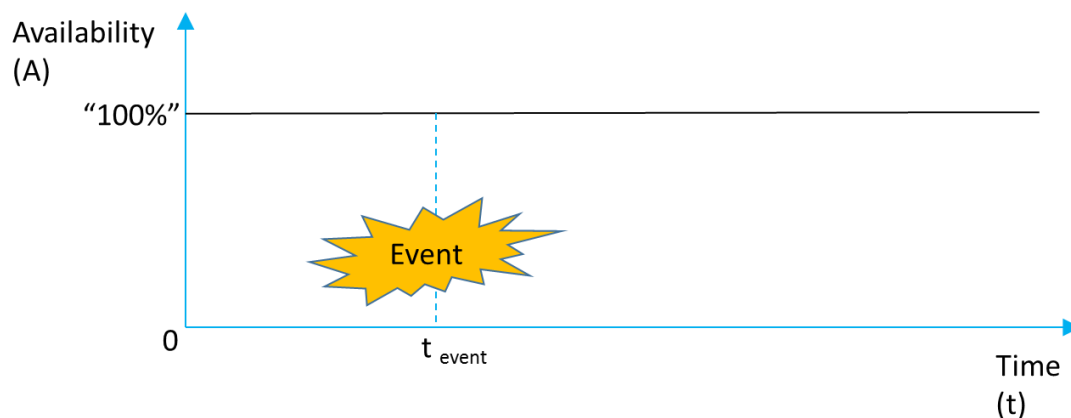 Availability
(A)
“100%”
Event
0
t event
Time
(t)